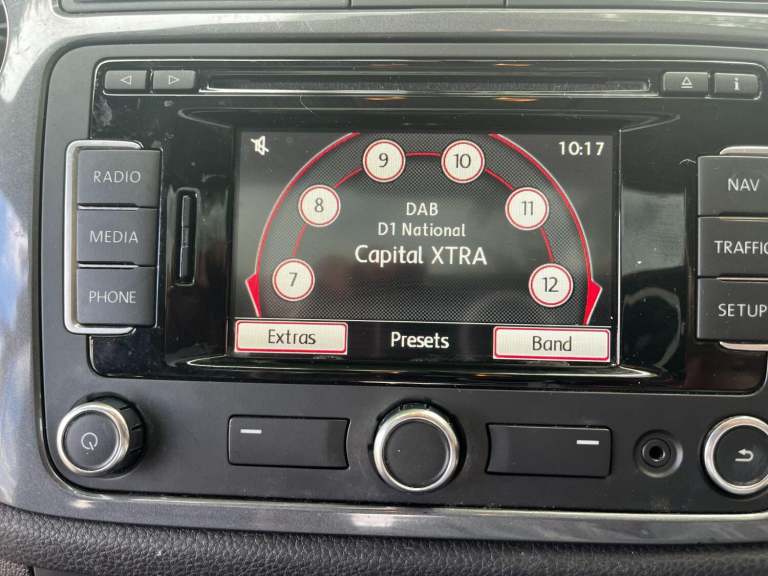 RADIO
MEDIA
PHONE
10:17
7
8
9
10
11
12
DAB
D1 National
Capital XTRA
Extras
Presets
Band
i
NAV
TRAFFIC
SETUP